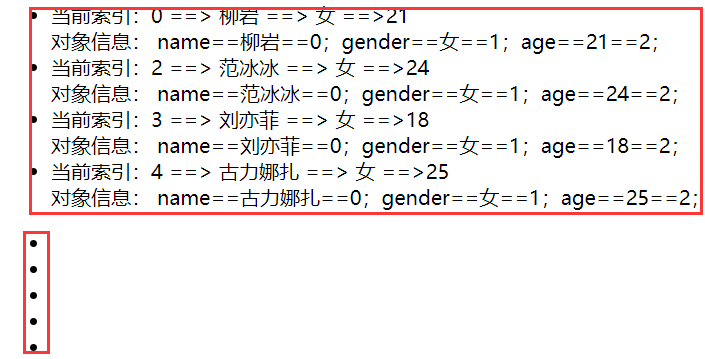 • 当前索引：0 ==> 柳岩 ==> 女 ==>21
对象信息： name==柳岩==0；gender==女==1；age==21==2；
• 当前索引：2 ==> 范冰冰 ==> 女 ==>24
对象信息： name==范冰冰==0；gender==女==1；age==24==2；
• 当前索引：3 ==> 刘亦菲 ==> 女 ==>18
对象信息： name==刘亦菲==0；gender==女==1；age==18==2；
• 当前索引：4 ==> 古力娜扎 ==> 女 ==>25
对象信息： name==古力娜扎==0；gender==女==1；age==25==2；